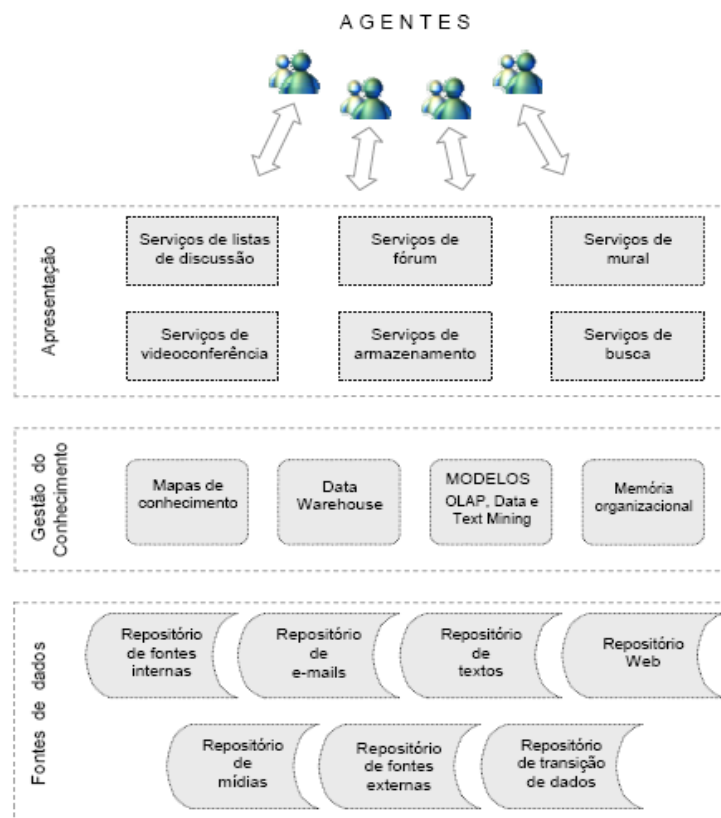 AGENTES
Apresentação
Serviços de listas
de discussão
Serviços de
fórum
Serviços de
mural
Serviços de
videoconferência
Serviços de
armazenamento
Serviços de
busca
Gestão do
Conhecimento
Mapas de
conhecimento
Data
Warehouse
MODELOS
OLAP, Data e
Text Mining
Memória
organizacional
Fontes de dados
Repositório
de fontes
internas
Repositório
de
e-mails
Repositório
de
textos
Repositório
Web
Repositório
de
mídias
Repositório
de fontes
externas
Repositório
de transição
de dados